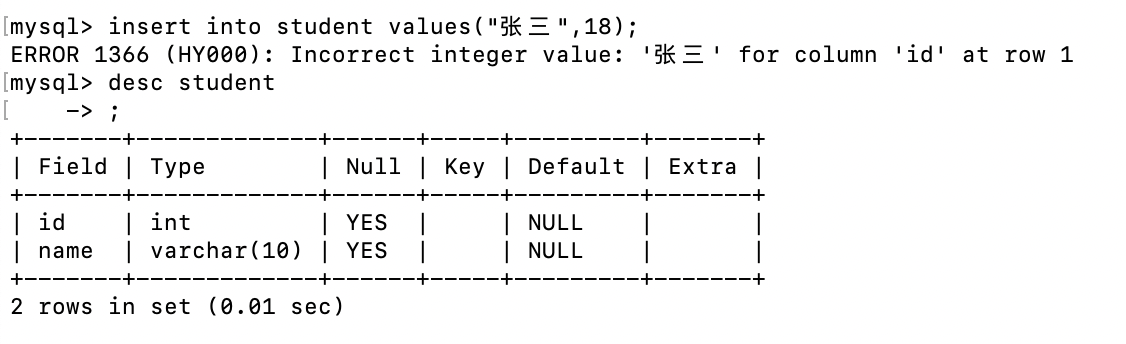 [mysql> insert into student values("张三",18);
ERROR 1366 (HY000): Incorrect integer value: '张三' for column 'id' at row 1
[mysql> desc student
[    -> ;
+-------+-------------+------+-----+---------+-------+
| Field | Type        | Null | Key | Default | Extra |
+-------+-------------+------+-----+---------+-------+
| id    | int         | YES  |     | NULL    |       |
| name  | varchar(10) | YES  |     | NULL    |       |
+-------+-------------+------+-----+---------+-------+
2 rows in set (0.01 sec)